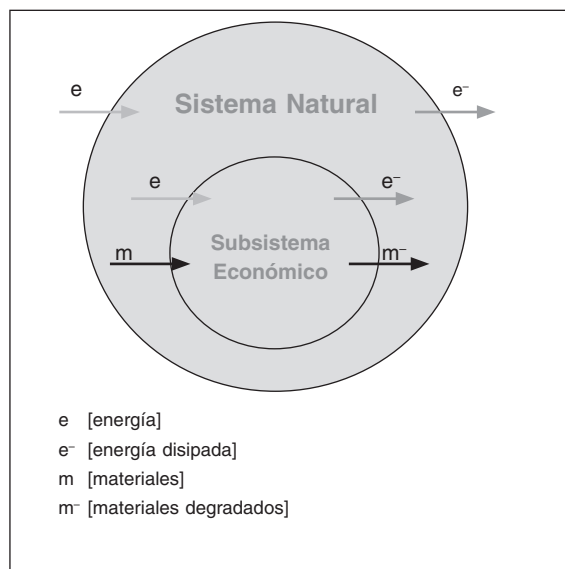 e
e⁻
Sistema Natural
e
e⁻
m
m⁻
Subsistema
Económico
e [energía]
e⁻ [energía disipada]
m [materiales]
m⁻ [materiales degradados]